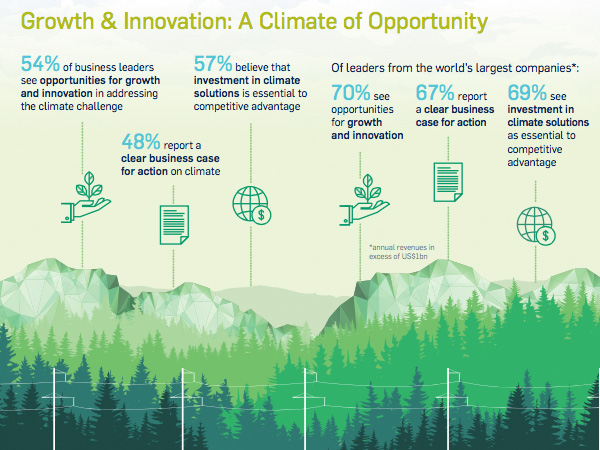 Growth & Innovation: A Climate of Opportunity
54% of business leaders
see opportunities for growth
and innovation in addressing
the climate challenge
57% believe that
investment in climate
solutions is essential to
competitive advantage
48% report a
clear business case
for action on climate
Of leaders from the world's largest companies*:
70% see
opportunities
for growth
and innovation
67% report
a clear business
case for action
69% see
investment in
climate solutions
as essential to
competitive
advantage
$
$
*annual revenues in
excess of US$1bn